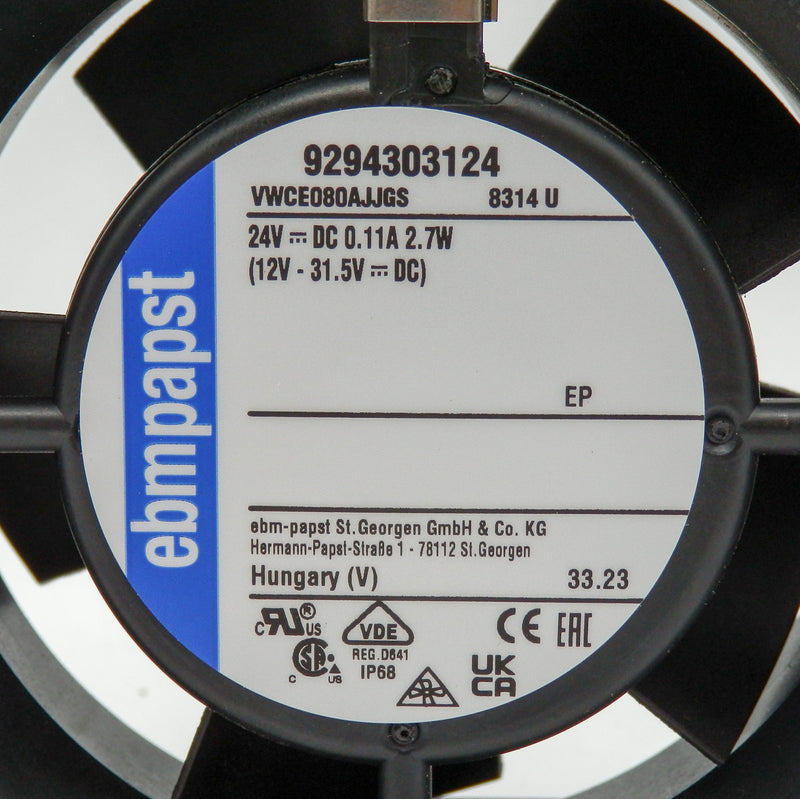 9294303124
VWCE080AJJGS 8314 U
24V ⎓ DC 0.11A 2.7W
(12V - 31.5V ⎓ DC)
ebmpapst
EP
ebm-papst St.Georgen GmbH & Co. KG
Hermann-Papst-Straße 1 - 78112 St.Georgen
Hungary (V) 33.23
c RU ® US
VDE
REG.D641
IP68
c SA US
CE EAC
UK
CA